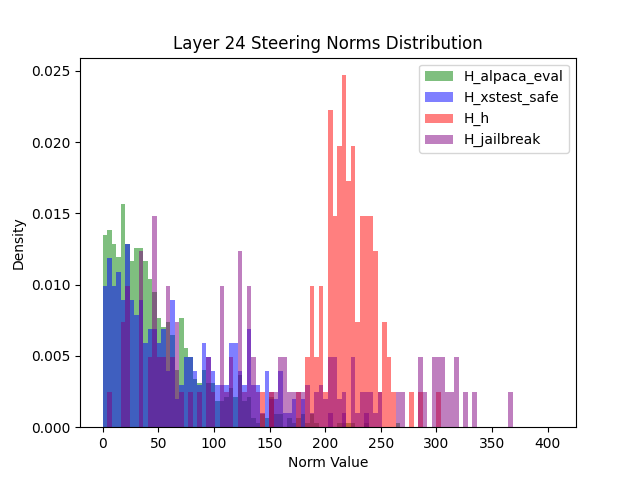 Layer 24 Steering Norms Distribution
H_alpaca_eval
H_xstest_safe
H_h
H_jailbreak
0.025
0.020
0.015
0.010
0.005
0.000
Density
0 50 100 150 200 250 300 350 400
Norm Value